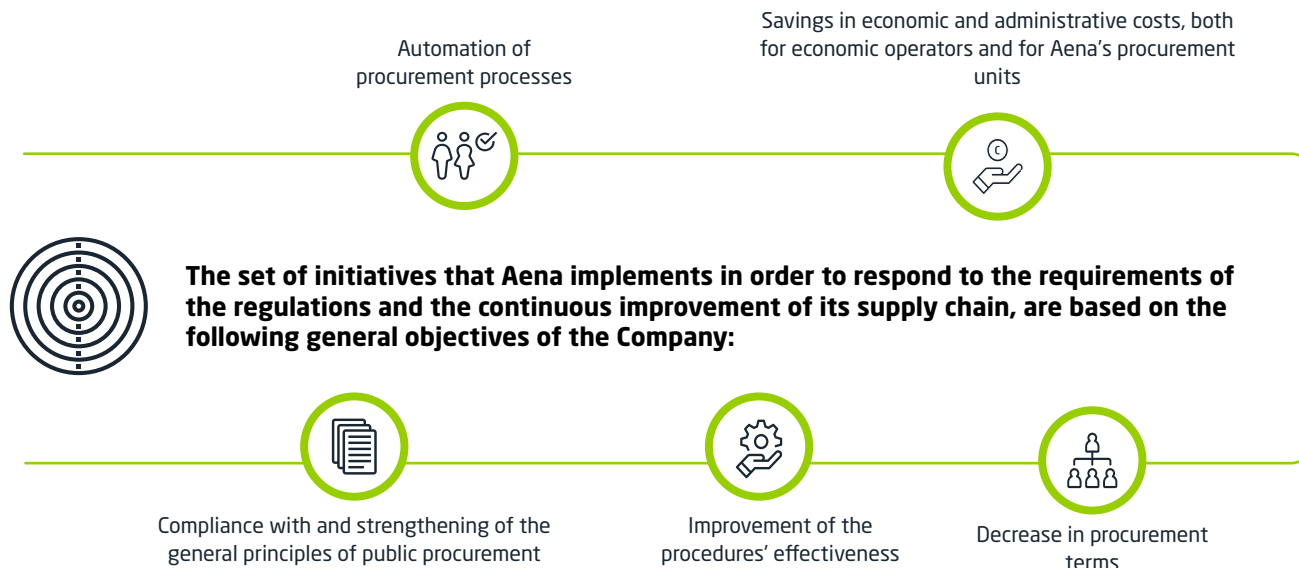 Automation of
procurement processes
Savings in economic and administrative costs, both
for economic operators and for Aena's procurement
units
The set of initiatives that Aena implements in order to respond to the requirements of
the regulations and the continuous improvement of its supply chain, are based on the
following general objectives of the Company:
Compliance with and strengthening of the
general principles of public procurement
Improvement of the
procedures' effectiveness
Decrease in procurement
terms